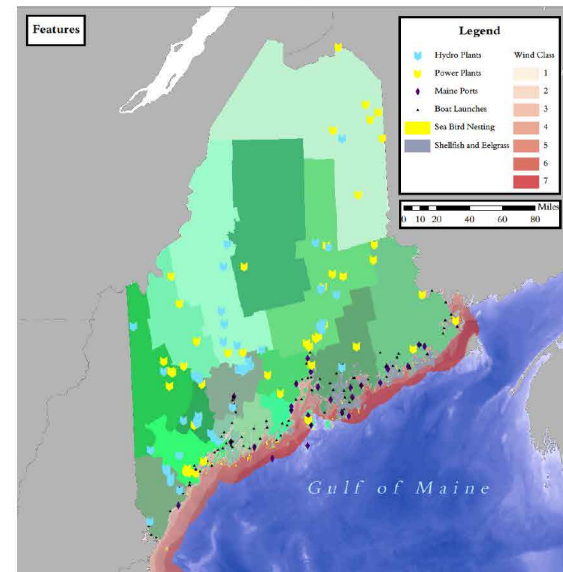 Features
Legend
Hydro Plants
Power Plants
Maine Ports
Boat Launches
Sea Bird Nesting
Shellfish and Eelgrass
Wind Class
1
2
3
4
5
6
7
Miles
0 10 20 40 60 80
Gulf of Maine